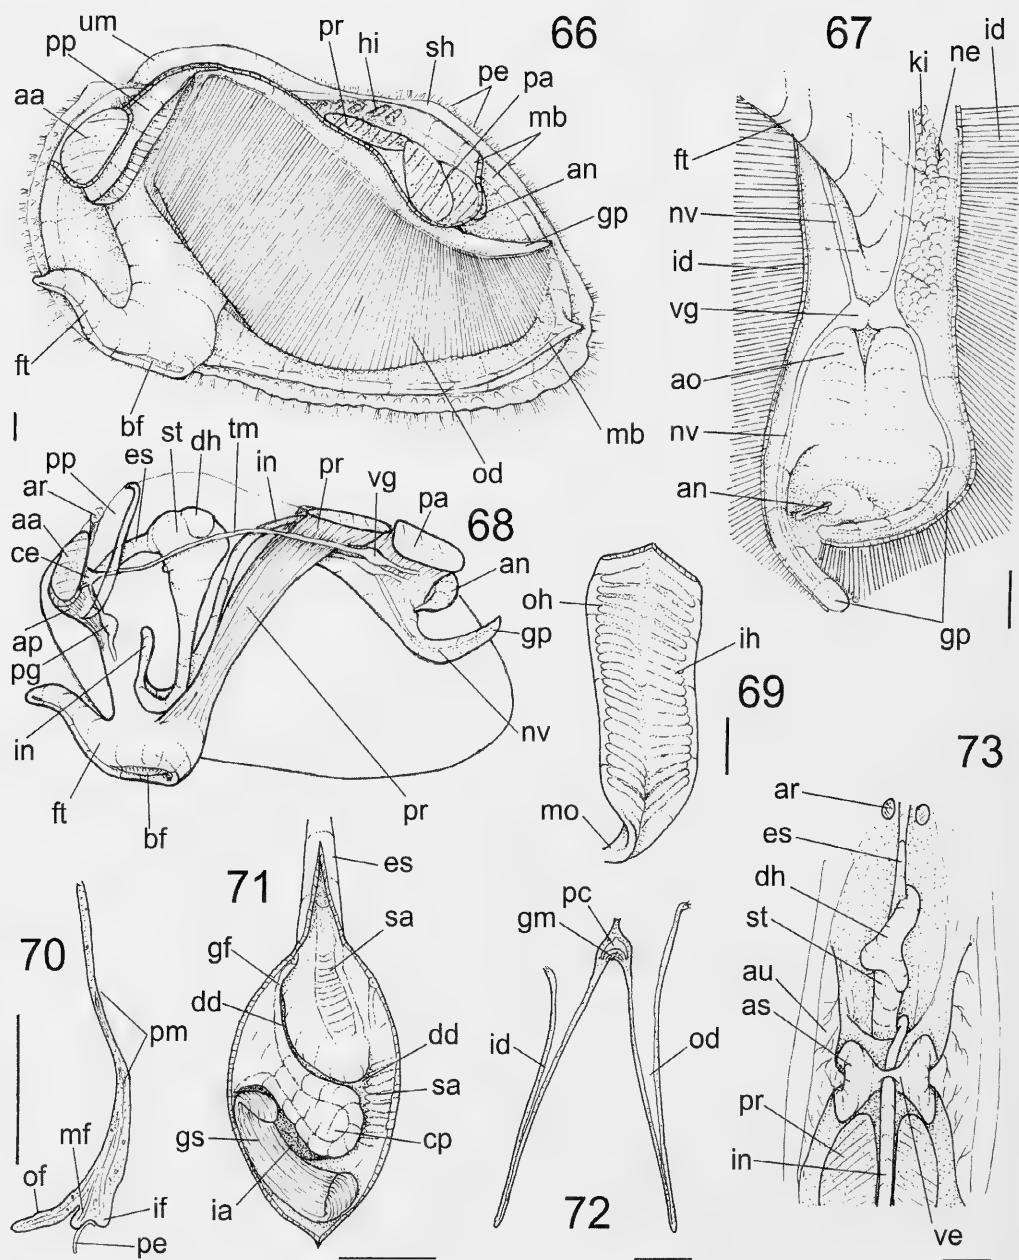 66
um
pp
aa
pr
hi
sh
pe
pa
mb
an
gp
ft
bf
od
mb
67
ki
ne
id
ft
nv
id
vg
ao
nv
an
gp
68
pp
es
st
dh
tm
in
pr
vg
pa
ar
aa
ce
an
ap
pg
gp
in
nv
ft
bf
pr
69
oh
ih
mo
70
pm
mf
of
if
pe
71
es
sa
gf
dd
dd
sa
gs
cp
ia
72
pc
gm
id
od
73
ar
es
dh
st
au
as
pr
in
ve